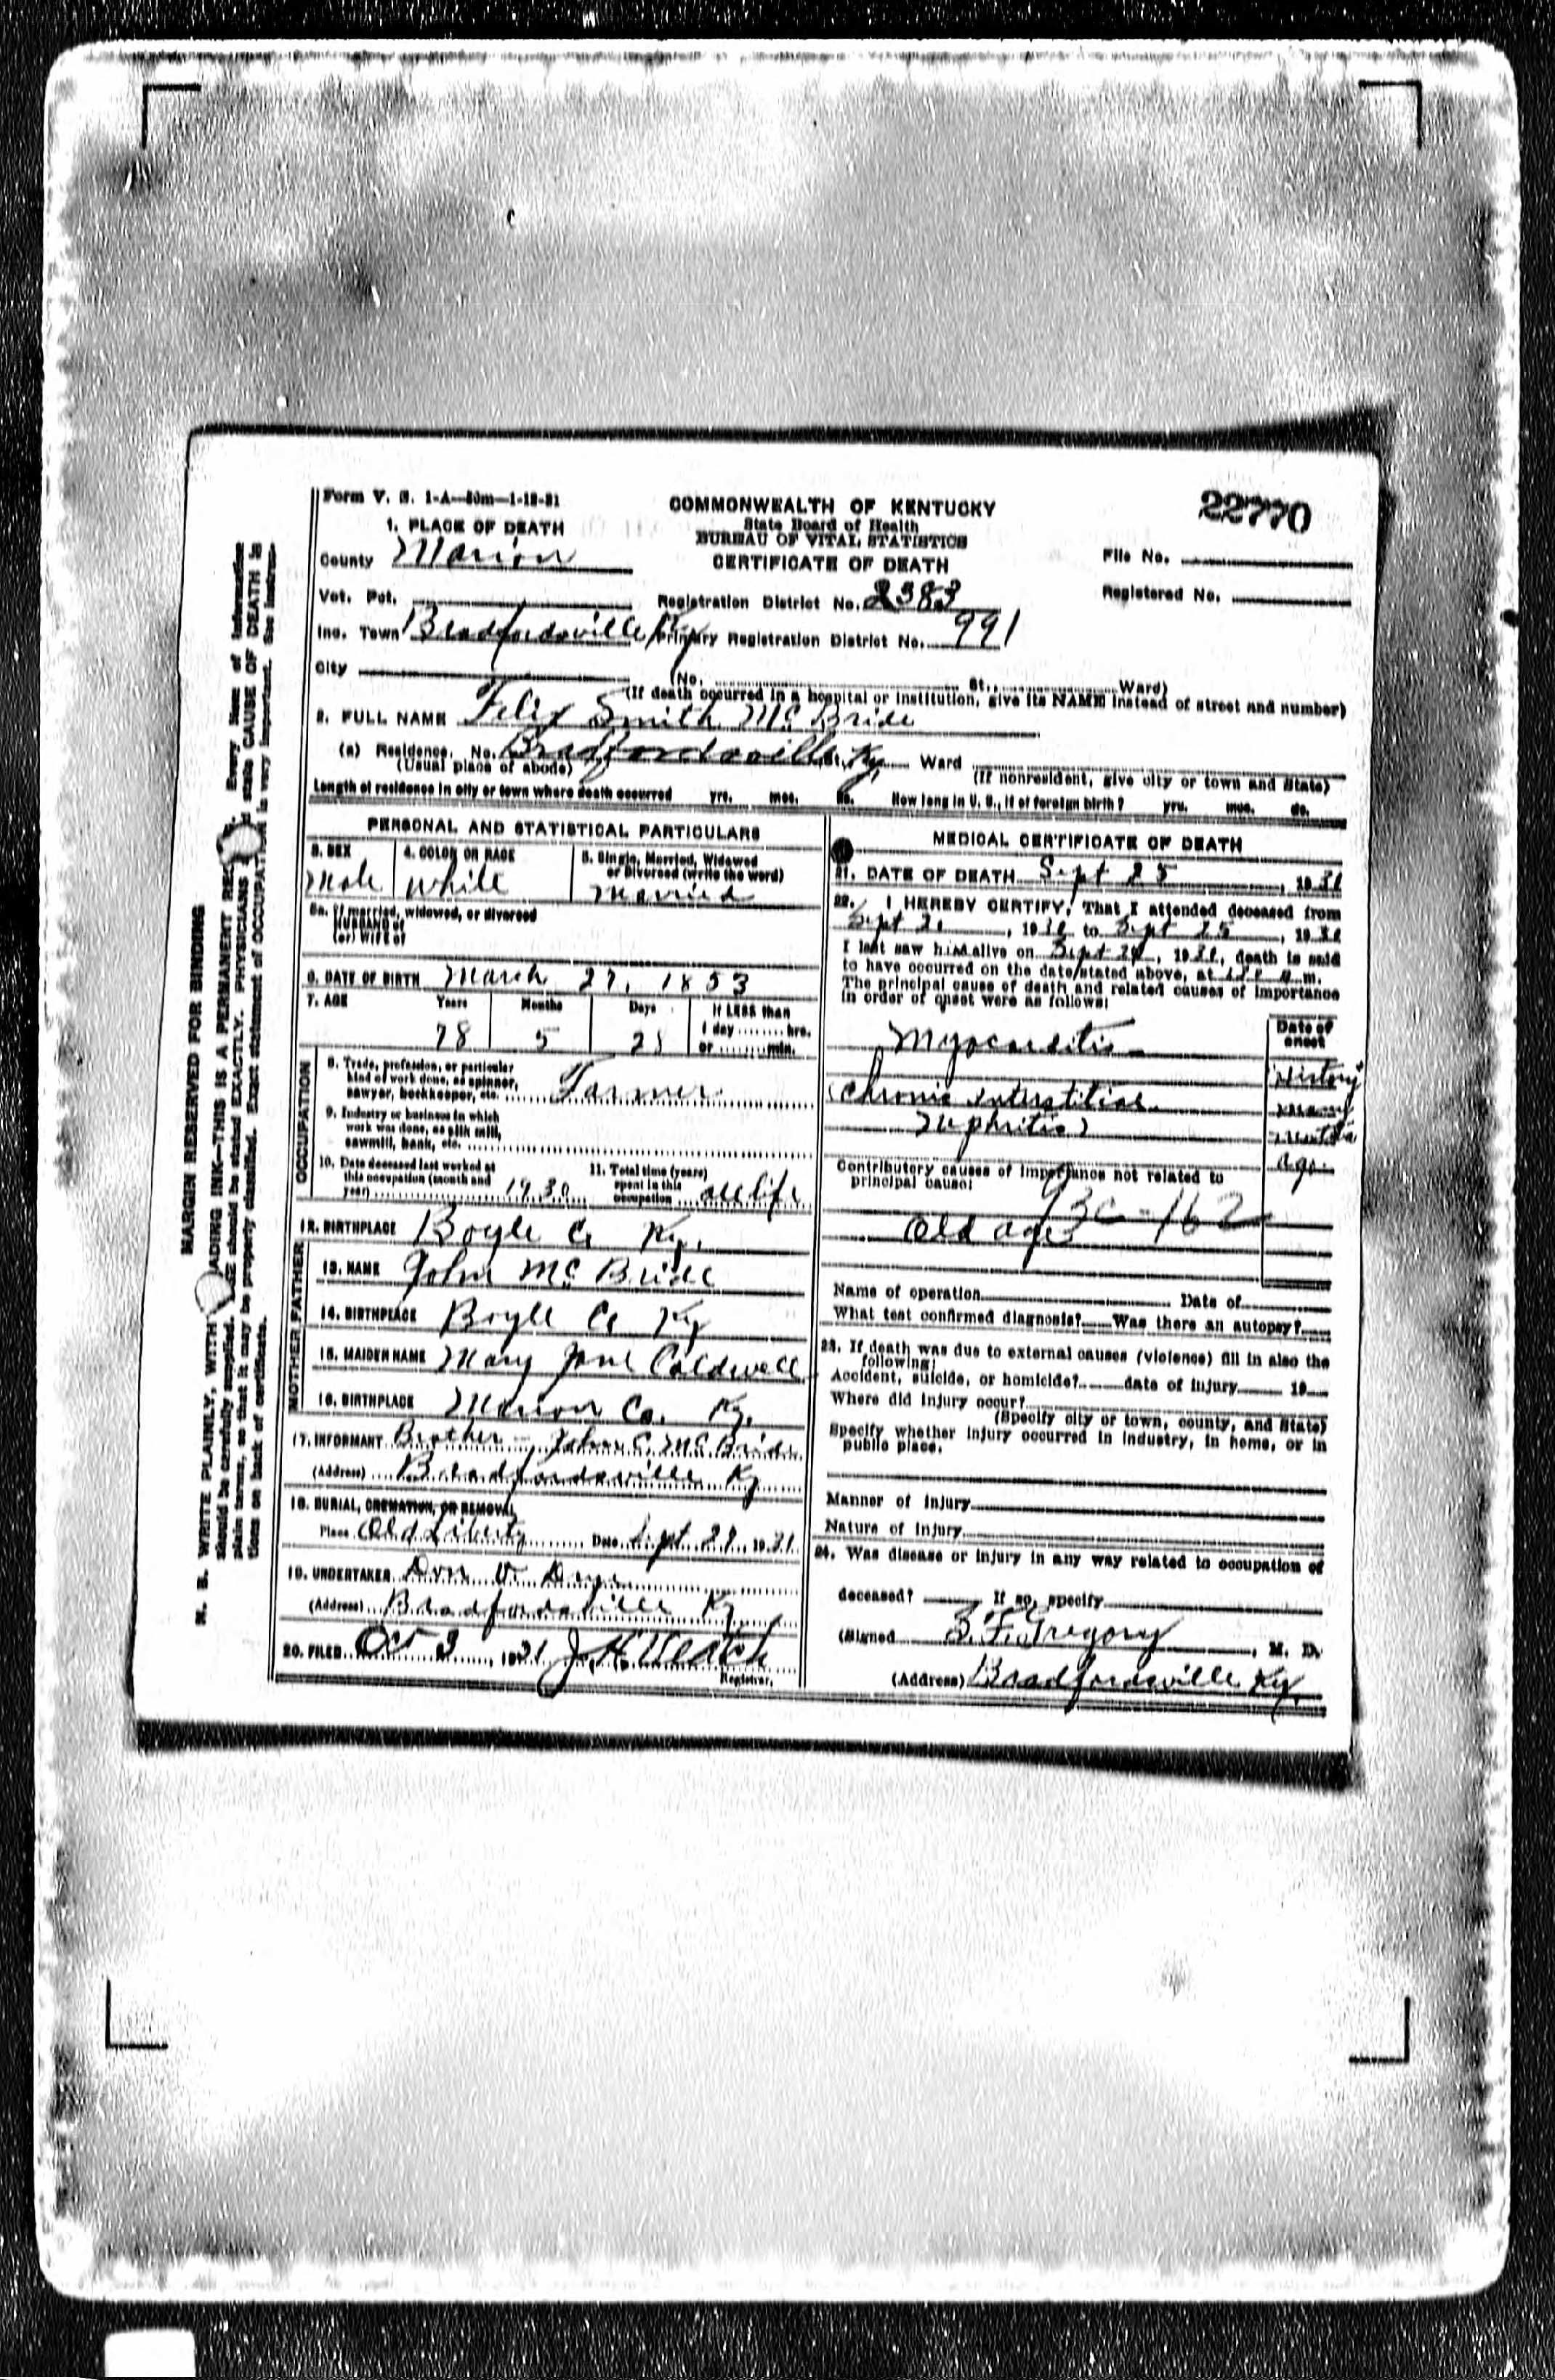 Form V. S. 1-A—50m—1-12-31
COMMONWEALTH OF KENTUCKY
State Board of Health
BUREAU OF VITAL STATISTICS
CERTIFICATE OF DEATH
22770
1. PLACE OF DEATH
County Marion
File No.
Vot. Pct.
Registration District No. 2383
Registered No.
Inc. Town Bradfordsville Ky Primary Registration District No. 991
City (No. St., Ward)
(If death occurred in a hospital or institution, give its NAME instead of street and number)
2. FULL NAME Felix Smith McBride
(a) Residence. No. Bradfordsville St., Ky, Ward
(Usual place of abode) (If nonresident, give city or town and State)
Length of residence in city or town where death occurred yrs. mos. ds. How long in U. S., if of foreign birth? yrs. mos. ds.
PERSONAL AND STATISTICAL PARTICULARS
3. SEX Male
4. COLOR OR RACE White
5. Single, Married, Widowed or Divorced (write the word) Married
5a. If married, widowed, or divorced
HUSBAND of
(or) WIFE of
6. DATE OF BIRTH March 27, 1853
7. AGE Years Months Days If LESS than
78 5 28 1 day hrs.
or min.
OCCUPATION
8. Trade, profession, or particular
kind of work done, as spinner,
sawyer, bookkeeper, etc. Farmer
9. Industry or business in which
work was done, as silk mill,
sawmill, bank, etc.
10. Date deceased last worked at
this occupation (month and
year) 1930
11. Total time (years)
spent in this
occupation all life
12. BIRTHPLACE Boyle Co Ky.
FATHER
13. NAME John McBride
14. BIRTHPLACE Boyle Co Ky
MOTHER
15. MAIDEN NAME Mary Jane Caldwell
16. BIRTHPLACE Marion Co. Ky.
17. INFORMANT Brother - John C. McBride
(Address) Bradfordsville Ky
18. BURIAL, CREMATION, OR REMOVAL
Place Old Liberty Date Sept 27, 1931
19. UNDERTAKER Don V. Drye
(Address) Bradfordsville Ky
20. FILED Oct 2, 1931 J. H. Veatch
Registrar.
MEDICAL CERTIFICATE OF DEATH
21. DATE OF DEATH Sept 25, 1931
22. I HEREBY CERTIFY, That I attended deceased from
Sept 21, 1931 to Sept 25, 1931
I last saw him alive on Sept 24, 1931, death is said
to have occurred on the date stated above, at m.
The principal cause of death and related causes of importance
in order of onset were as follows:
Date of
onset
Myocarditis
History
Chronic interstitial
many
Nephritis
months
ago.
Contributory causes of importance not related to
principal cause:
93c-162
Old age
Name of operation Date of
What test confirmed diagnosis? Was there an autopsy?
23. If death was due to external causes (violence) fill in also the
following:
Accident, suicide, or homicide? date of injury 19
Where did injury occur?
(Specify city or town, county, and State)
Specify whether injury occurred in industry, in home, or in
public place.
Manner of injury
Nature of injury
24. Was disease or injury in any way related to occupation of
deceased? If so, specify
(Signed B. F. Gregory, M. D.
(Address) Bradfordsville Ky.
MARGIN RESERVED FOR BINDING
N. B. WRITE PLAINLY, WITH ADING INK—THIS IS A PERMANENT REC. Every item of information
should be carefully supplied. AGE should be stated EXACTLY. PHYSICIANS state CAUSE OF DEATH in
plain terms, so that it may be properly classified. Exact statement of OCCUPATION is very important. See instruc-
tions on back of certificate.